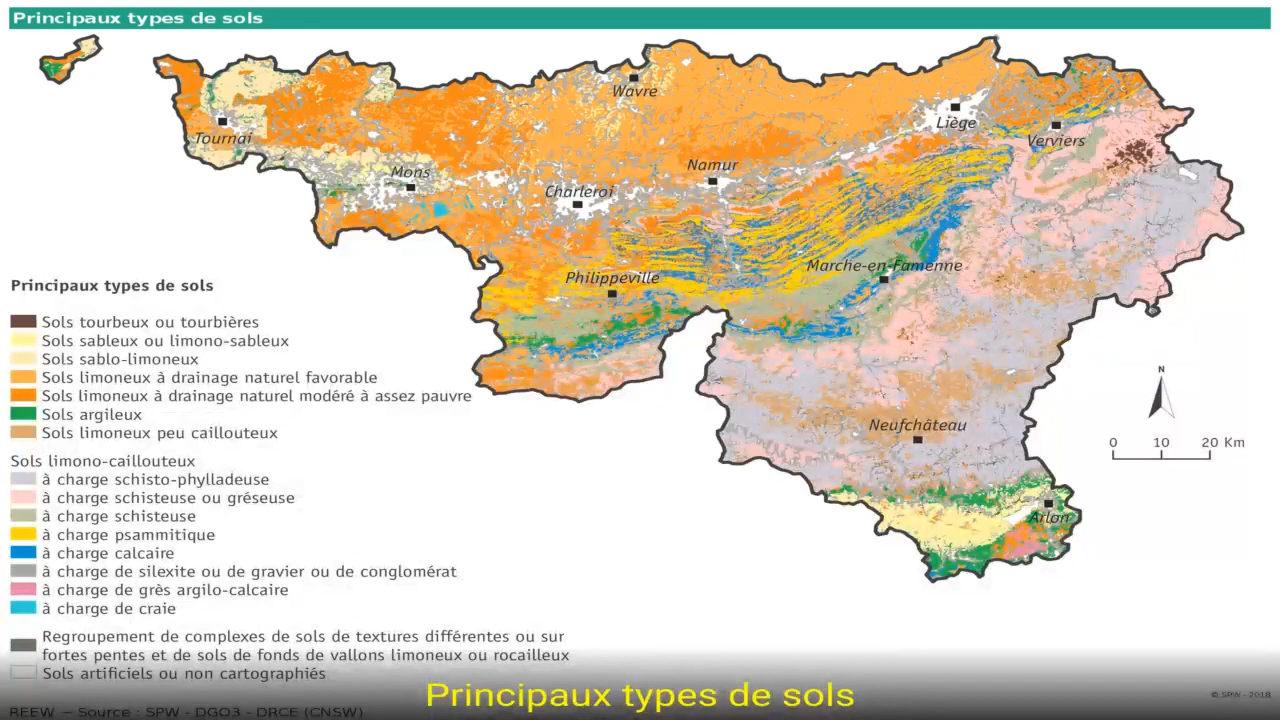 Principaux types de sols
Wavre
Tournai
Liège
Verviers
Mons
Namur
Charleroi
Marche-en-Famenne
Philippeville
Neufchâteau
Arlon
Principaux types de sols
Sols tourbeux ou tourbières
Sols sableux ou limono-sableux
Sols sablo-limoneux
Sols limoneux à drainage naturel favorable
Sols limoneux à drainage naturel modéré à assez pauvre
Sols argileux
Sols limoneux peu caillouteux
Sols limono-caillouteux
à charge schisto-phylladeuse
à charge schisteuse ou gréseuse
à charge schisteuse
à charge psammitique
à charge calcaire
à charge de silexite ou de gravier ou de conglomérat
à charge de grès argilo-calcaire
à charge de craie
Regroupement de complexes de sols de textures différentes ou sur
fortes pentes et de sols de fonds de vallons limoneux ou rocailleux
Sols artificiels ou non cartographiés
N
0 10 20 Km
Principaux types de sols
© SPW - 2018
REEW — Source : SPW - DGO3 - DRCE (CNSW)